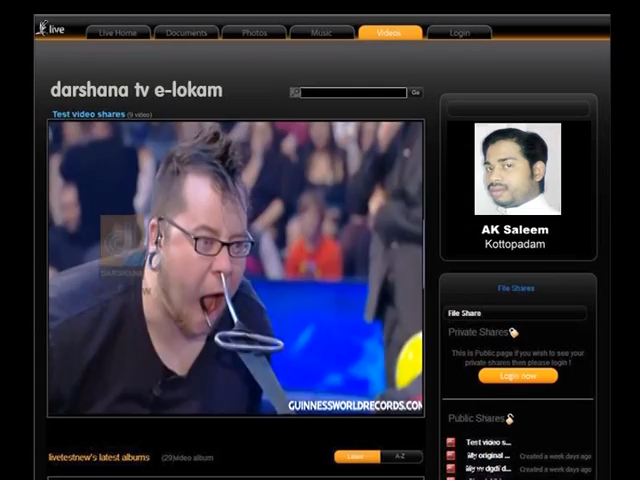 live
Live Home
Documents
Photos
Music
Videos
Login
darshana tv e-lokam
Go
Test video shares (9 video)
GUINNESSWORLDRECORDS.COM
AK Saleem
Kottopadam
File Shares
File Share
Private Shares
This is Public page if you wish to see your
private shares then please login !
Login now
Public Shares
Test video s...
My original ... Created a week days ago
Created a week days ago
livetestnew's latest albums (29)video album
Latest
A-Z